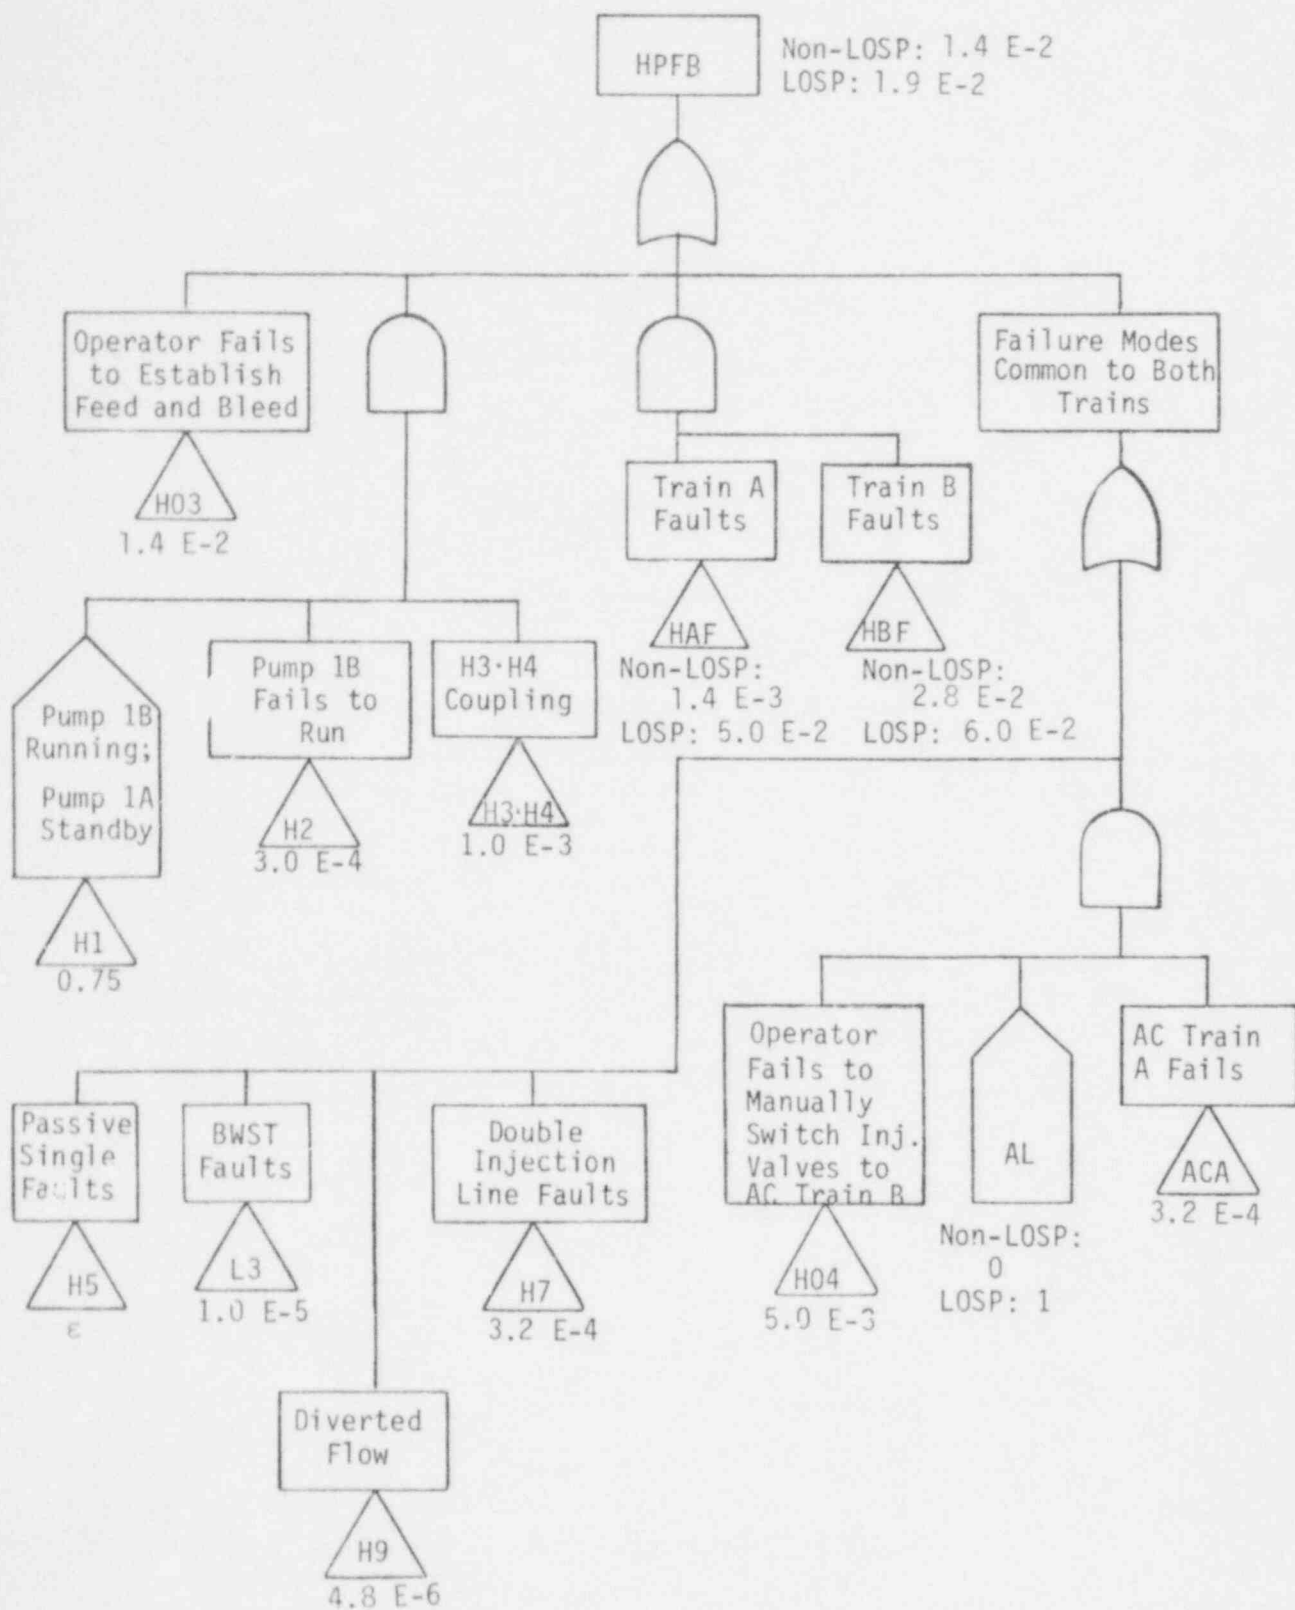 HPFB
Non-LOSP: 1.4 E-2
LOSP: 1.9 E-2
Operator Fails
to Establish
Feed and Bleed
H03
1.4 E-2
Train A
Faults
HAF
Non-LOSP:
1.4 E-3
LOSP: 5.0 E-2
Train B
Faults
HBF
Non-LOSP:
2.8 E-2
LOSP: 6.0 E-2
Failure Modes
Common to Both
Trains
Pump 1B
Running;
Pump 1A
Standby
H1
0.75
Pump 1B
Fails to
Run
H2
3.0 E-4
H3·H4
Coupling
H3·H4
1.0 E-3
Passive
Single
Faults
H5
ε
BWST
Faults
L3
1.0 E-5
Diverted
Flow
H9
4.8 E-6
Double
Injection
Line Faults
H7
3.2 E-4
Operator
Fails to
Manually
Switch Inj.
Valves to
AC Train B
H04
5.0 E-3
AL
Non-LOSP:
0
LOSP: 1
AC Train
A Fails
ACA
3.2 E-4